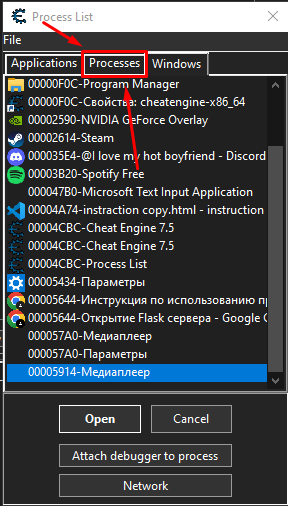 Process List
File
Applications Processes Windows
00000F0C-Program Manager
00000F0C-Свойства: cheatengine-x86_64
00002590-NVIDIA GeForce Overlay
00002614-Steam
000035E4-@I love my hot boyfriend - Discord
00003B20-Spotify Free
000047B0-Microsoft Text Input Application
00004A74-instraction copy.html - instruction
00004CBC-Cheat Engine 7.5
00004CBC-Cheat Engine 7.5
00004CBC-Process List
00005434-Параметры
00005644-Инструкция по использованию пр
00005644-Открытие Flask сервера - Google C
000057A0-Медиаплеер
000057A0-Параметры
00005914-Медиаплеер
Open Cancel
Attach debugger to process
Network